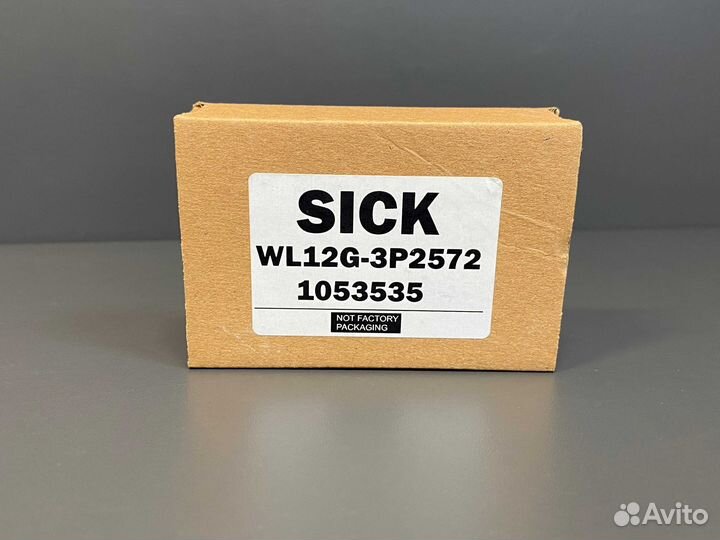 SICK
WL12G-3P2572
1053535
NOT FACTORY
PACKAGING
Avito